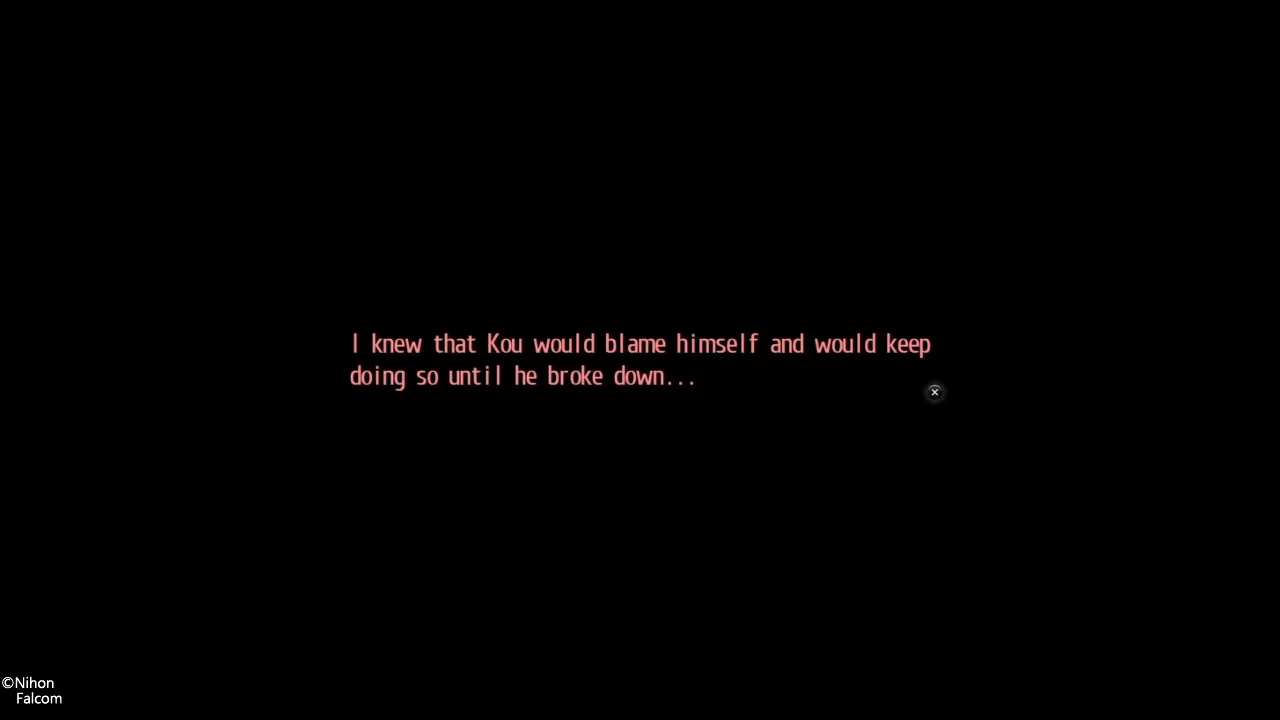 I knew that Kou would blame himself and would keep
doing so until he broke down...
©Nihon
Falcom